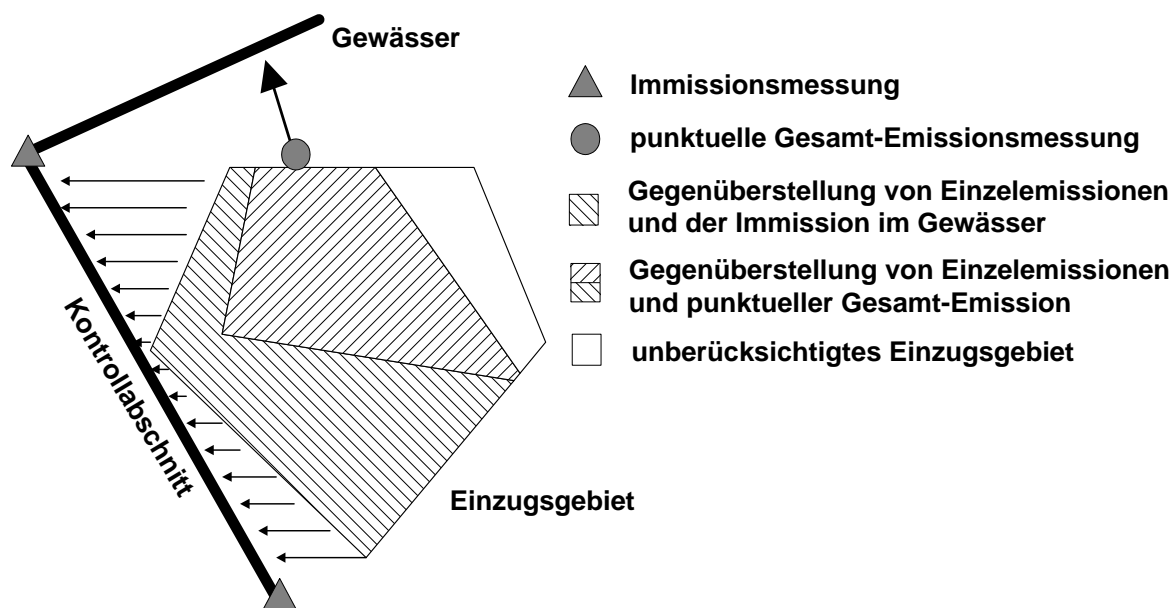 Gewässer
Immissionsmessung
punktuelle Gesamt-Emissionsmessung
Gegenüberstellung von Einzelemissionen
und der Immission im Gewässer
Gegenüberstellung von Einzelemissionen
und punktueller Gesamt-Emission
unberücksichtigtes Einzugsgebiet
Kontrollabschnitt
Einzugsgebiet